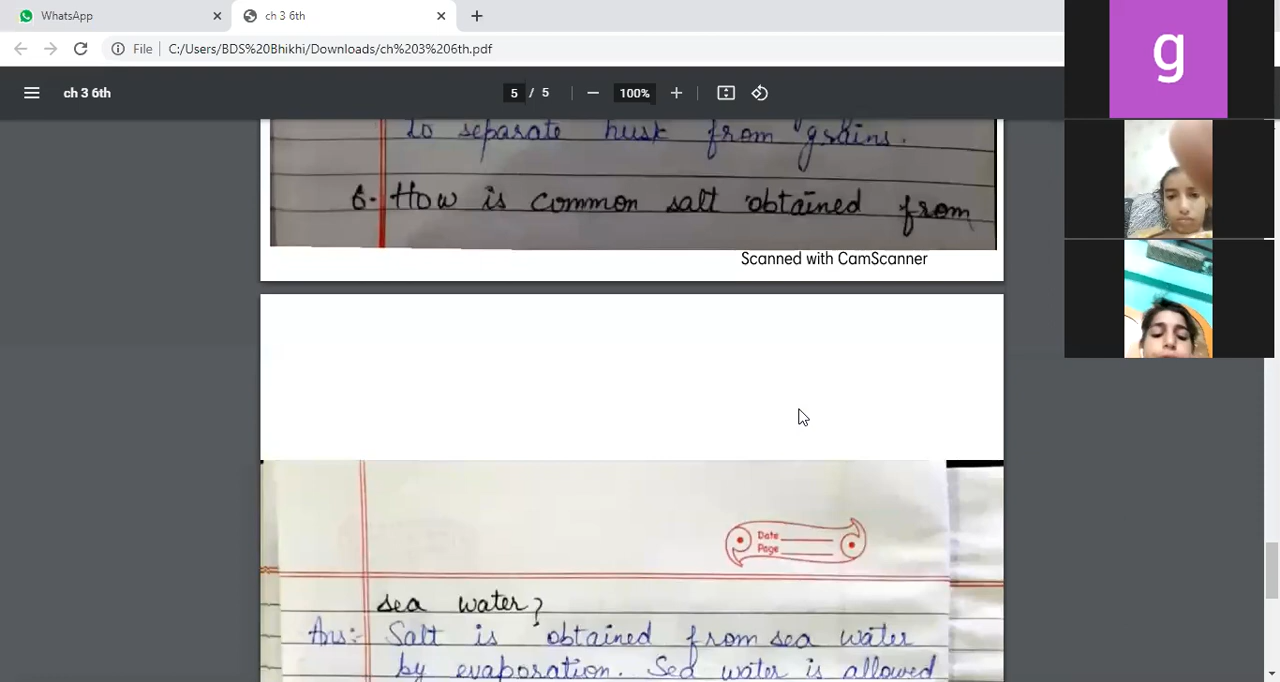 WhatsApp
ch 3 6th
File C:/Users/BDS%20Bhikhi/Downloads/ch%203%206th.pdf
ch 3 6th
5 / 5
100%
g
to separate husk from grains.
6- How is common salt obtained from
Scanned with CamScanner
Date
Page
sea water?
Ans:- Salt is obtained from sea water
by evaporation. Sea water is allowed